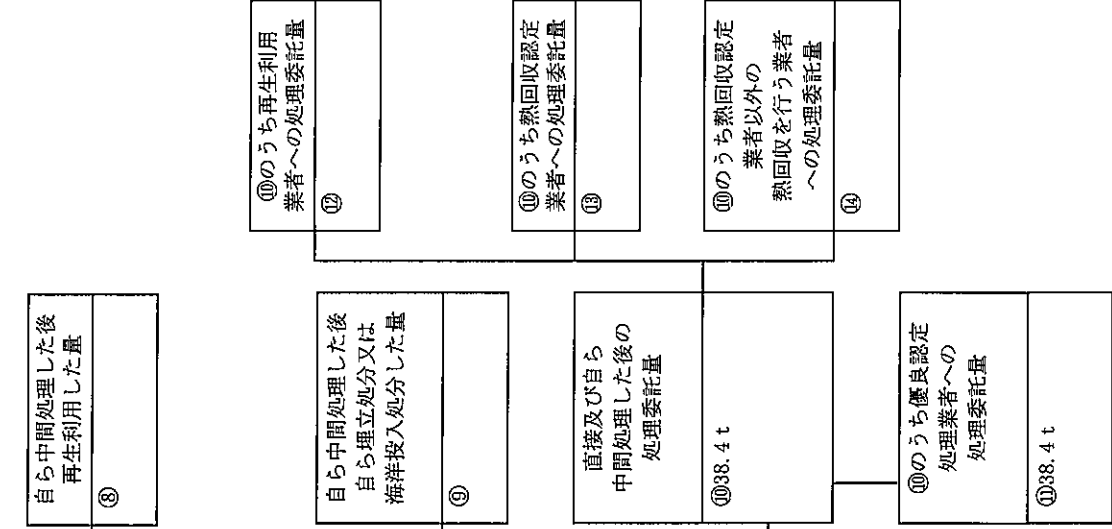 自ら中間処理した後
再生利用した量
⑧
自ら中間処理した後
自ら埋立処分又は
海洋投入処分した量
⑨
直接及び自ら
中間処理した後の
処理委託量
⑩38.4t
⑩のうち優良認定
処理業者への
処理委託量
⑪38.4t
⑩のうち再生利用
業者への処理委託量
⑫
⑩のうち熱回収認定
業者への処理委託量
⑬
⑩のうち熱回収認定
業者以外の
熱回収を行う業者
への処理委託量
⑭